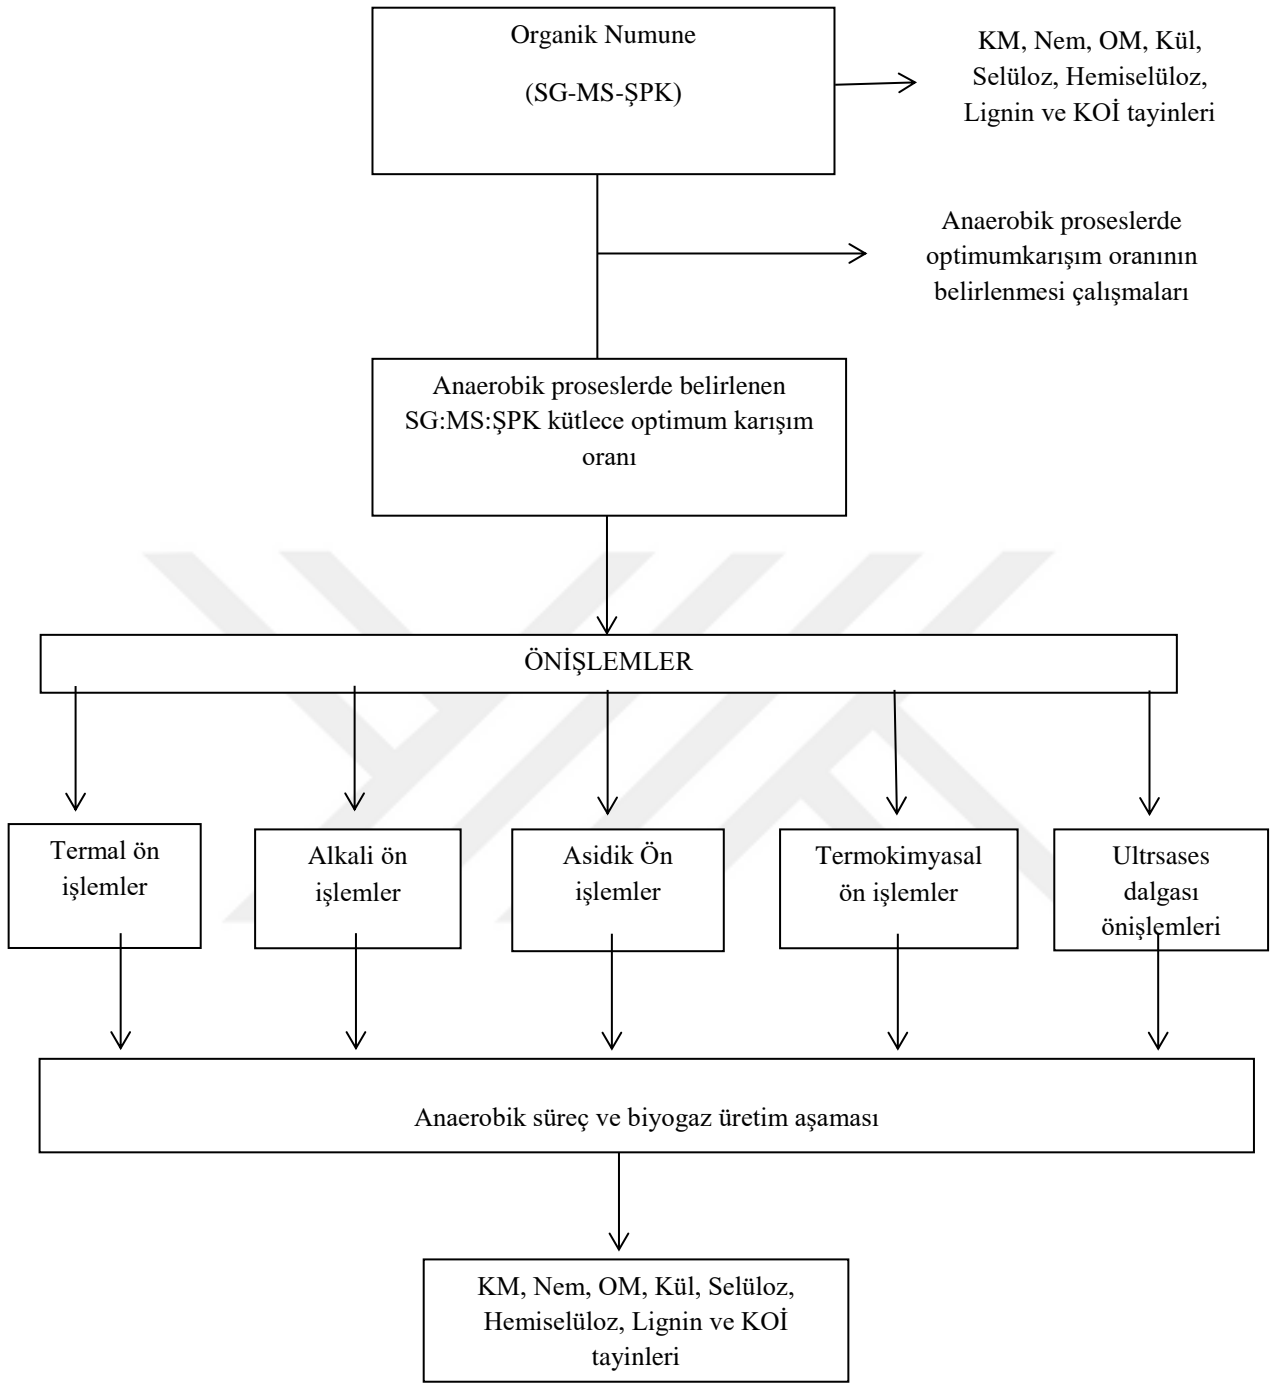 Organik Numune
(SG-MS-ŞPK)
KM, Nem, OM, Kül,
Selüloz, Hemiselüloz,
Lignin ve KOİ tayinleri
Anaerobik proseslerde
optimumkarışım oranının
belirlenmesi çalışmaları
Anaerobik proseslerde belirlenen
SG:MS:ŞPK kütlece optimum karışım
oranı
ÖNİŞLEMLER
Termal ön
işlemler
Alkali ön
işlemler
Asidik Ön
işlemler
Termokimyasal
ön işlemler
Ultrsases
dalgası
önişlemleri
Anaerobik süreç ve biyogaz üretim aşaması
KM, Nem, OM, Kül, Selüloz,
Hemiselüloz, Lignin ve KOİ
tayinleri